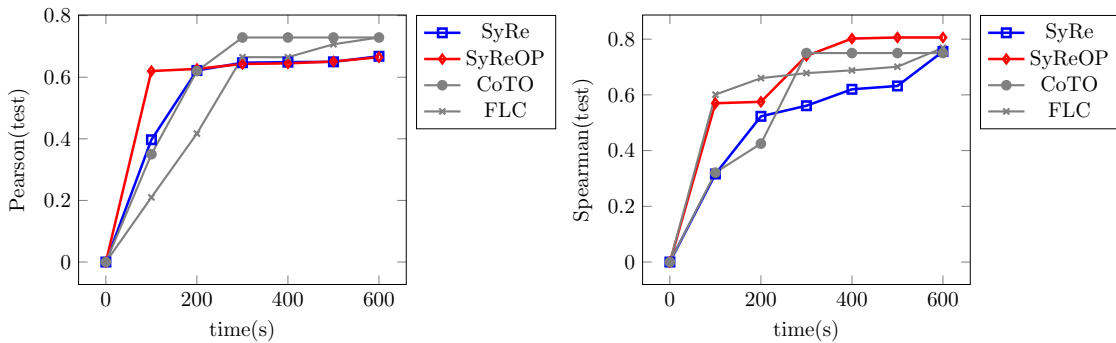 0.8
0.6
0.4
0.2
0
Pearson(test)
0 200 400 600
time(s)
SyRe
SyReOP
CoTO
FLC
0.8
0.6
0.4
0.2
0
Spearman(test)
0 200 400 600
time(s)
SyRe
SyReOP
CoTO
FLC